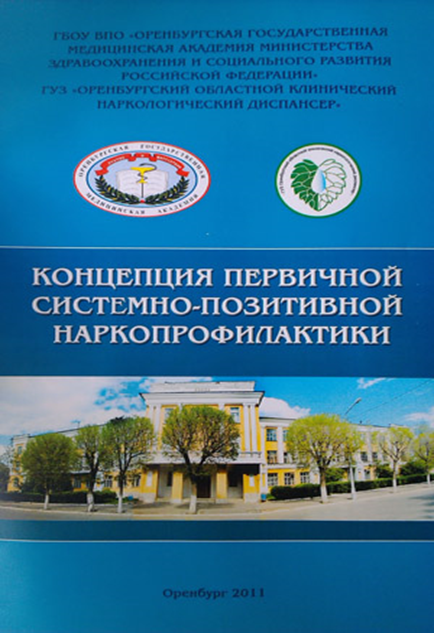 ГБОУ ВПО «ОРЕНБУРГСКАЯ ГОСУДАРСТВЕННАЯ
МЕДИЦИНСКАЯ АКАДЕМИЯ МИНИСТЕРСТВА
ЗДРАВООХРАНЕНИЯ И СОЦИАЛЬНОГО РАЗВИТИЯ
РОССИЙСКОЙ ФЕДЕРАЦИИ»
ГУЗ «ОРЕНБУРГСКИЙ ОБЛАСТНОЙ КЛИНИЧЕСКИЙ
НАРКОЛОГИЧЕСКИЙ ДИСПАНСЕР»
ОРЕНБУРГСКАЯ ГОСУДАРСТВЕННАЯ
МЕДИЦИНСКАЯ АКАДЕМИЯ
КОНЦЕПЦИЯ ПЕРВИЧНОЙ
СИСТЕМНО-ПОЗИТИВНОЙ
НАРКОПРОФИЛАКТИКИ
Оренбург 2011